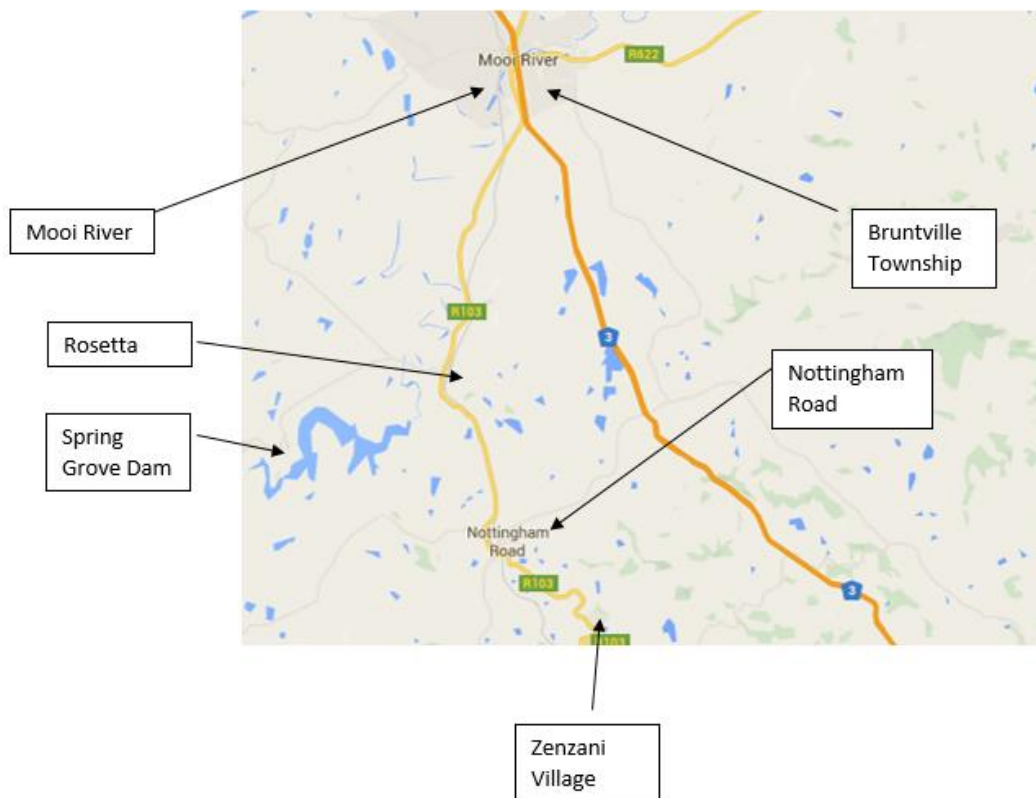 Mooi River
R622
Mooi River
Bruntville
Township
R103
Rosetta
3
Nottingham
Road
Spring
Grove Dam
Nottingham
Road
R103
3
R103
Zenzani
Village